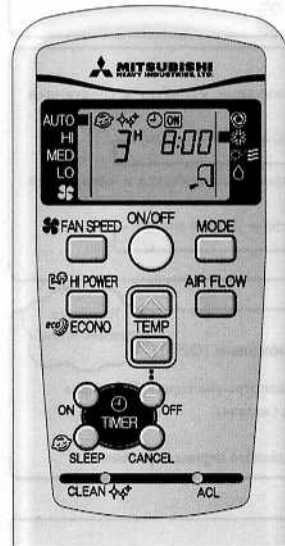 MITSUBISHI
HEAVY INDUSTRIES, LTD.
AUTO
HI
MED
LO
ON
3H 8:00
FAN SPEED
ON/OFF
MODE
HI POWER
AIR FLOW
eco ECONO
TEMP
ON
OFF
TIMER
SLEEP
CANCEL
CLEAN
ACL